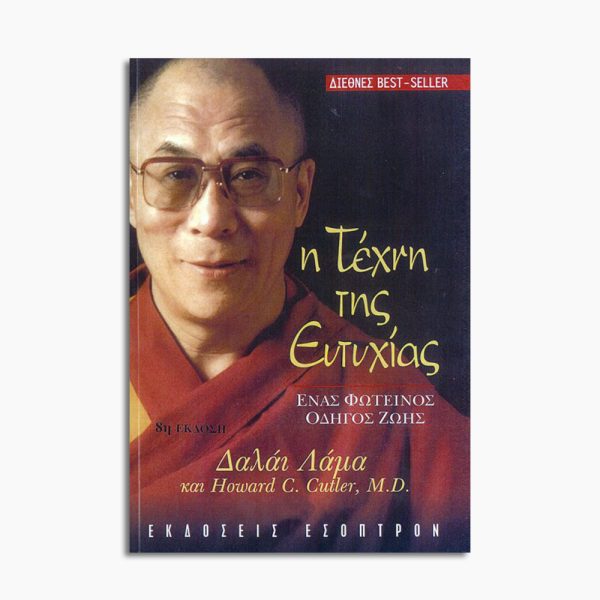 ΔΙΕΘΝΕΣ BEST-SELLER
η Τέχνη
της
Ευτυχίας
ΕΝΑΣ ΦΩΤΕΙΝΟΣ
ΟΔΗΓΟΣ ΖΩΗΣ
8η ΕΚΔΟΣΗ
Δαλάι Λάμα
και Howard C. Cutler, M.D.
ΕΚΔΟΣΕΙΣ ΕΣΟΠΤΡΟΝ